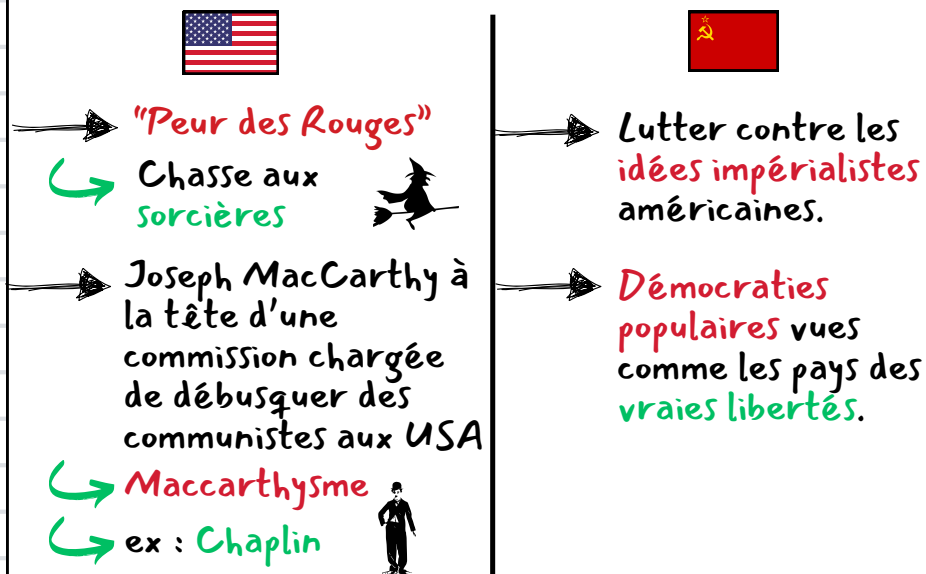 "Peur des Rouges"
Chasse aux
sorcières
Joseph MacCarthy à
la tête d'une
commission chargée
de débusquer des
communistes aux USA
Maccarthysme
ex : Chaplin
Lutter contre les
idées impérialistes
américaines.
Démocraties
populaires vues
comme les pays des
vraies libertés.